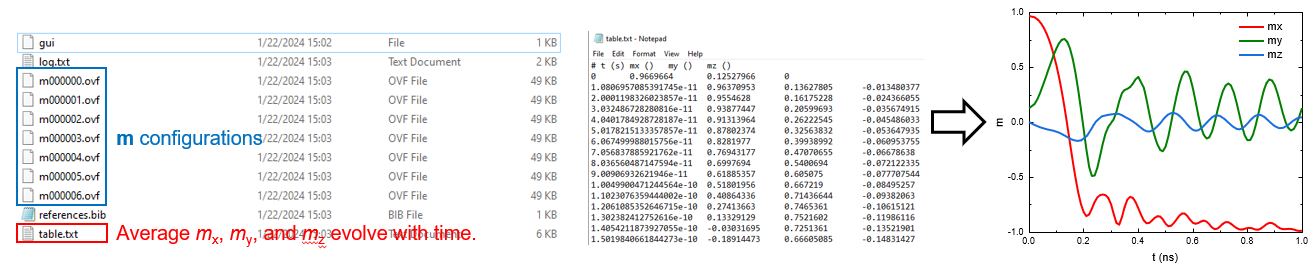 gui 1/22/2024 15:02 File 1 KB
log.txt 1/22/2024 15:03 Text Document 2 KB
m000000.ovf 1/22/2024 15:03 OVF File 49 KB
m000001.ovf 1/22/2024 15:03 OVF File 49 KB
m000002.ovf 1/22/2024 15:03 OVF File 49 KB
m000003.ovf 1/22/2024 15:03 OVF File 49 KB
m000004.ovf 1/22/2024 15:03 OVF File 49 KB
m000005.ovf 1/22/2024 15:03 OVF File 49 KB
m000006.ovf 1/22/2024 15:03 OVF File 49 KB
references.bib 1/22/2024 15:03 BIB File 1 KB
table.txt 1/22/2024 15:03 Text Document 6 KB
m configurations
Average mx, my, and mz evolve with time.
table.txt - Notepad
File Edit Format View Help
# t (s) mx () my () mz ()
0 0.9669664 0.12527966 0
1.0806957085391745e-11 0.96370953 0.13627805 -0.013480377
2.0001198326023857e-11 0.9554628 0.16175228 -0.024366055
3.032486728280816e-11 0.93877447 0.20599693 -0.035674915
4.0401784928728187e-11 0.91313964 0.26222545 -0.045486033
5.0178215133357857e-11 0.87802374 0.32563832 -0.053647935
6.067499988015756e-11 0.8281977 0.39938992 -0.060953755
7.056837885921762e-11 0.76943177 0.47070655 -0.06678638
8.036560487147594e-11 0.6997694 0.5400694 -0.072122335
9.00906932621946e-11 0.61885357 0.605075 -0.077707544
1.0049900471244564e-10 0.51801956 0.667219 -0.08495257
1.1023076359444002e-10 0.40864336 0.71436644 -0.09382063
1.2061085352646715e-10 0.27413663 0.7465361 -0.10615121
1.302382412752616e-10 0.13329129 0.7521602 -0.11986116
1.4054211873927055e-10 -0.03031695 0.7251361 -0.13521901
1.5019840661844273e-10 -0.18914473 0.66605085 -0.14831427
1.0
0.5
0.0
-0.5
-1.0
m
mx
my
mz
0.0 0.2 0.4 0.6 0.8 1.0
t (ns)